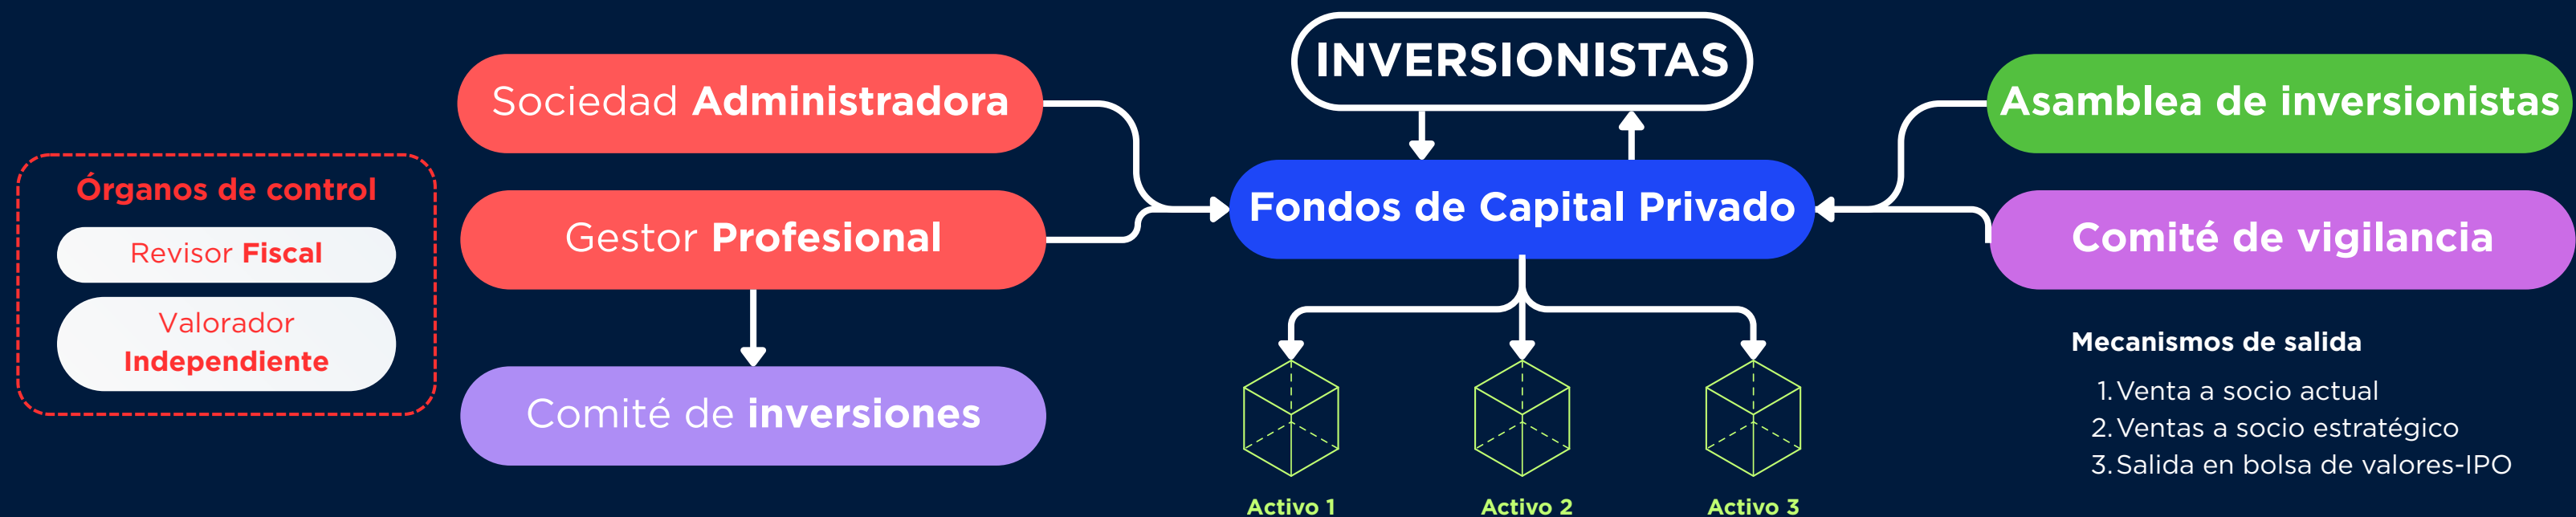 Órganos de control
Revisor Fiscal
Valorador
Independiente
Sociedad Administradora
Gestor Profesional
Comité de inversiones
INVERSIONISTAS
Fondos de Capital Privado
Activo 1
Activo 2
Activo 3
Asamblea de inversionistas
Comité de vigilancia
Mecanismos de salida
1. Venta a socio actual
2. Ventas a socio estratégico
3. Salida en bolsa de valores-IPO